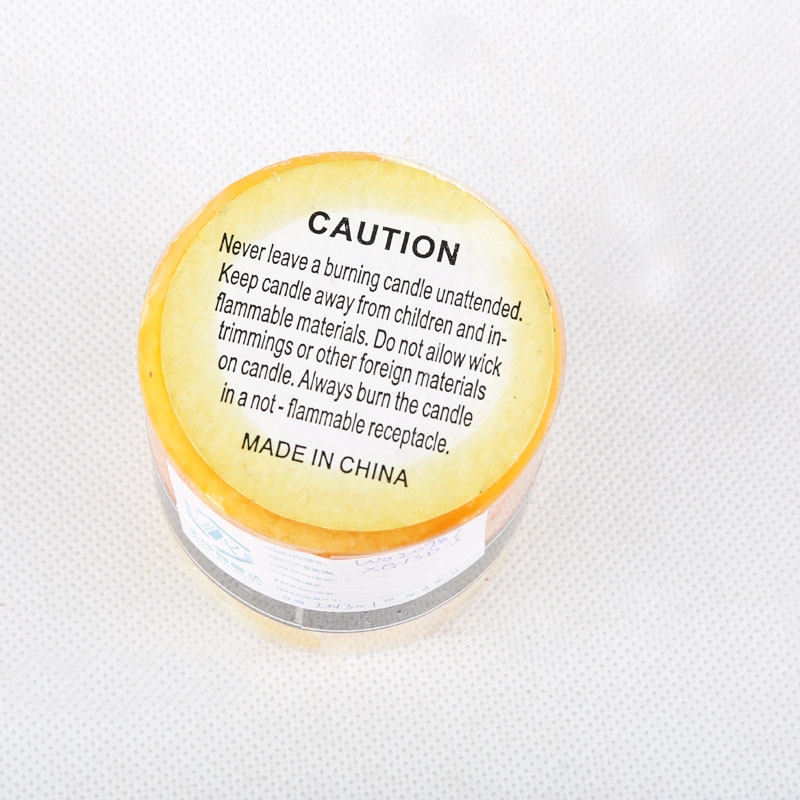 CAUTION
Never leave a burning candle unattended.
Keep candle away from children and in-
flammable materials. Do not allow wick
trimmings or other foreign materials
on candle. Always burn the candle
in a not - flammable receptacle.
MADE IN CHINA